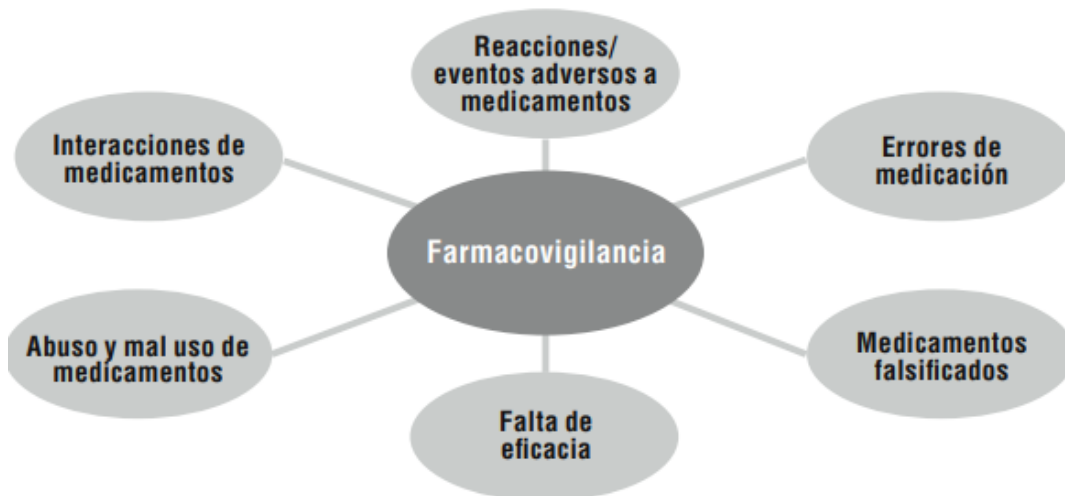 Reacciones/
eventos adversos a
medicamentos
Interacciones de
medicamentos
Errores de
medicación
Farmacovigilancia
Abuso y mal uso de
medicamentos
Medicamentos
falsificados
Falta de
eficacia